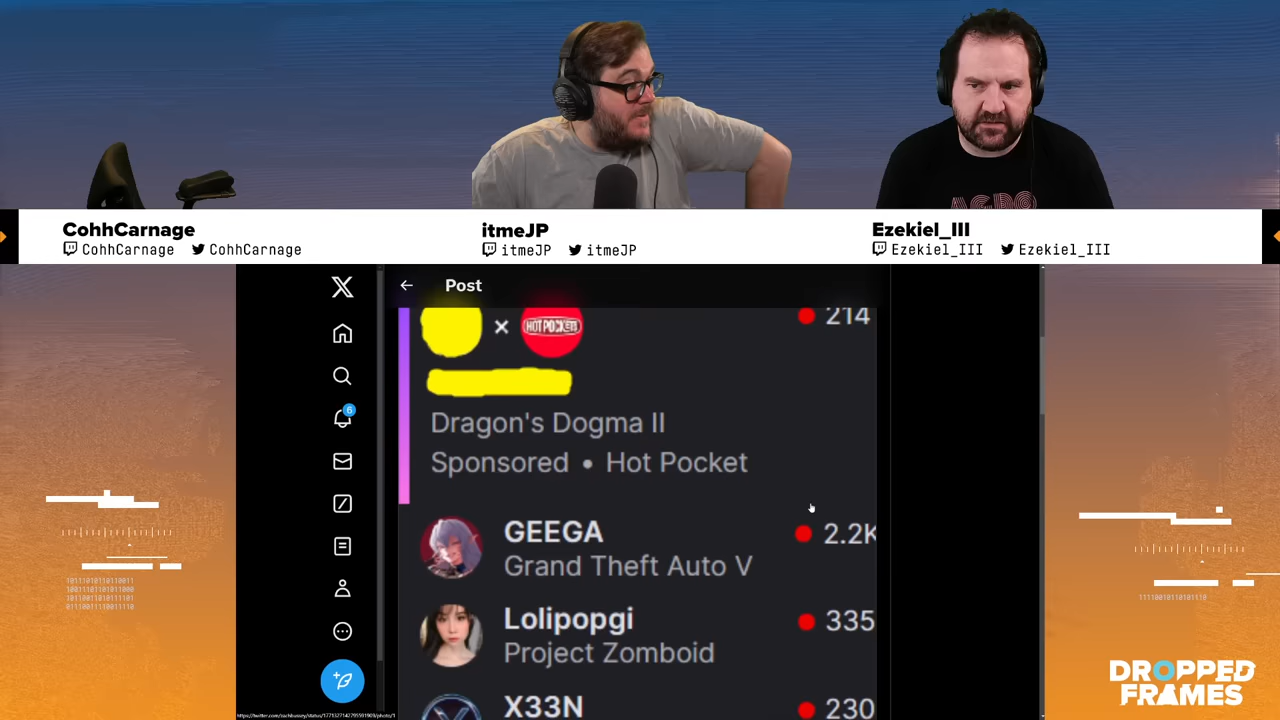 CohhCarnage
CohhCarnage CohhCarnage
itmeJP
itmeJP itmeJP
Ezekiel_III
Ezekiel_III Ezekiel_III
Post
6
HOT POCKETS
214
Dragon's Dogma II
Sponsored • Hot Pocket
GEEGA
2.2K
Grand Theft Auto V
Lolipopgi
335
Project Zomboid
X33N
230
DROPPED
FRAMES